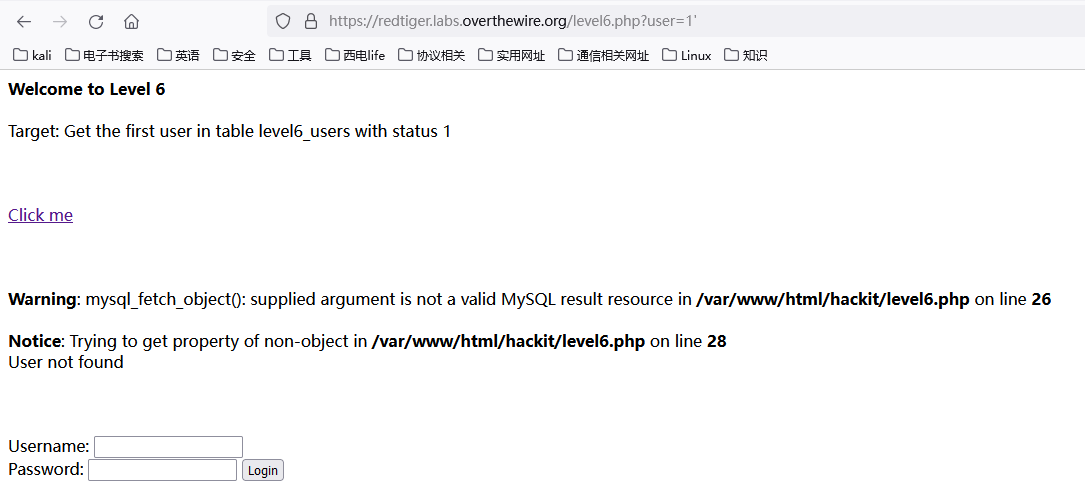 https://redtiger.labs.overthewire.org/level6.php?user=1'
kali 电子书搜索 英语 安全 工具 西电life 协议相关 实用网址 通信相关网址 Linux 知识
Welcome to Level 6
Target: Get the first user in table level6_users with status 1
Click me
Warning: mysql_fetch_object(): supplied argument is not a valid MySQL result resource in /var/www/html/hackit/level6.php on line 26
Notice: Trying to get property of non-object in /var/www/html/hackit/level6.php on line 28
User not found
Username:
Password: Login